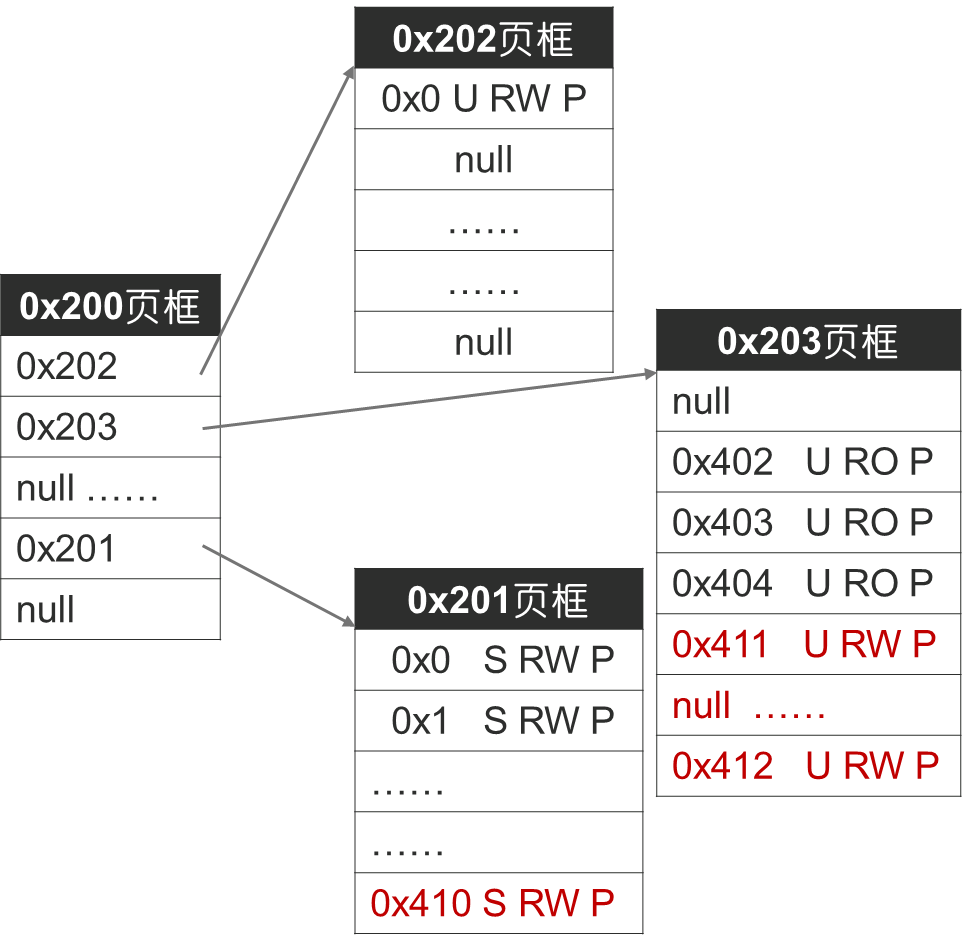 0x202页框
0x0 U RW P
null
……
……
null
0x200页框
0x202
0x203
null ……
0x201
null
0x203页框
null
0x402 U RO P
0x403 U RO P
0x404 U RO P
0x411 U RW P
null ……
0x412 U RW P
0x201页框
0x0 S RW P
0x1 S RW P
……
……
0x410 S RW P